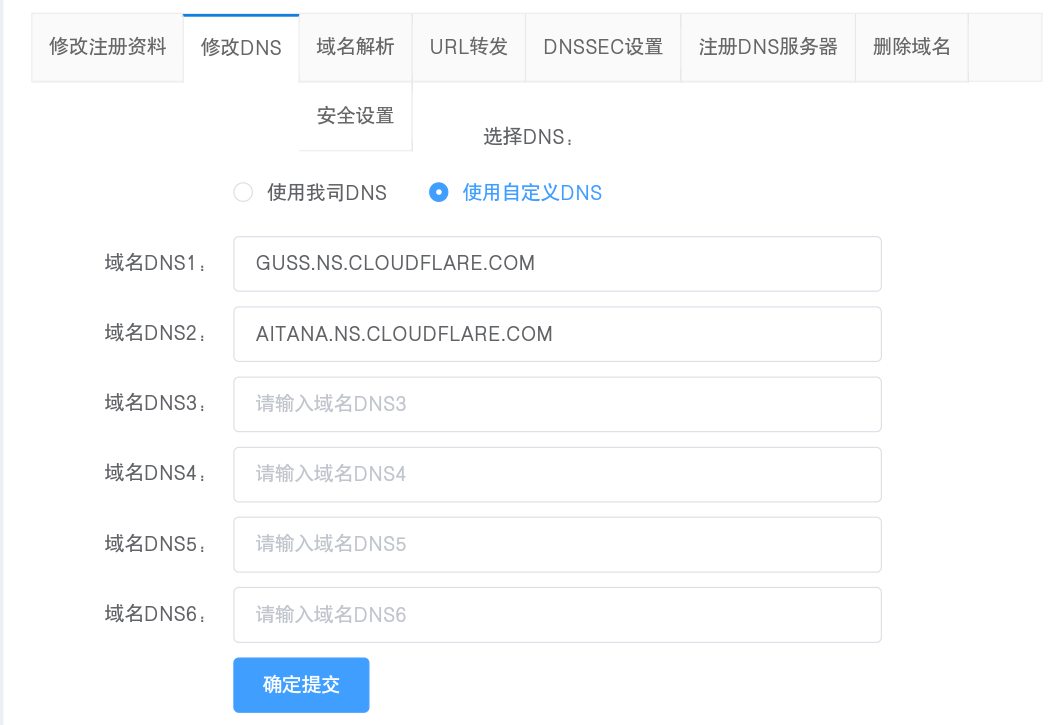 修改注册资料 修改DNS 域名解析 URL转发 DNSSEC设置 注册DNS服务器 删除域名
安全设置
选择DNS：
使用我司DNS 使用自定义DNS
域名DNS1： GUSS.NS.CLOUDFLARE.COM
域名DNS2： AITANA.NS.CLOUDFLARE.COM
域名DNS3： 请输入域名DNS3
域名DNS4： 请输入域名DNS4
域名DNS5： 请输入域名DNS5
域名DNS6： 请输入域名DNS6
确定提交